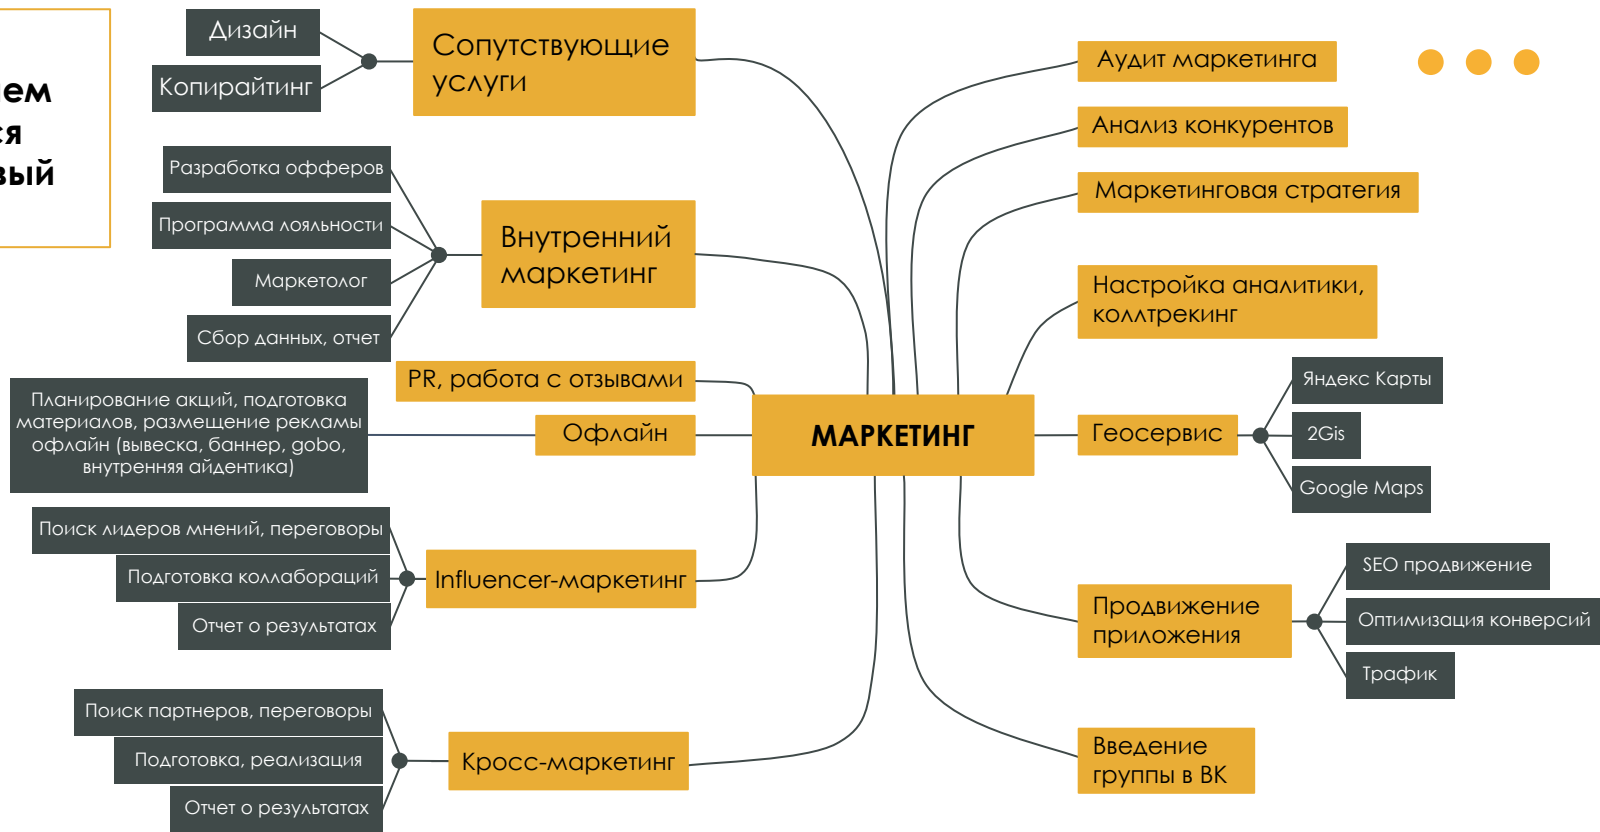 Дизайн
Копирайтинг
Сопутствующие
услуги
Разработка офферов
Программа лояльности
Маркетолог
Сбор данных, отчет
Внутренний
маркетинг
PR, работа с отзывами
Планирование акций, подготовка
материалов, размещение рекламы
офлайн (вывеска, баннер, gobo,
внутренняя айдентика)
Офлайн
Поиск лидеров мнений, переговоры
Подготовка коллабораций
Отчет о результатах
Influencer-маркетинг
Поиск партнеров, переговоры
Подготовка, реализация
Отчет о результатах
Кросс-маркетинг
МАРКЕТИНГ
Аудит маркетинга
Анализ конкурентов
Маркетинговая стратегия
Настройка аналитики,
коллтрекинг
Геосервис
Яндекс Карты
2Gis
Google Maps
Продвижение
приложения
SEO продвижение
Оптимизация конверсий
Трафик
Введение
группы в ВК